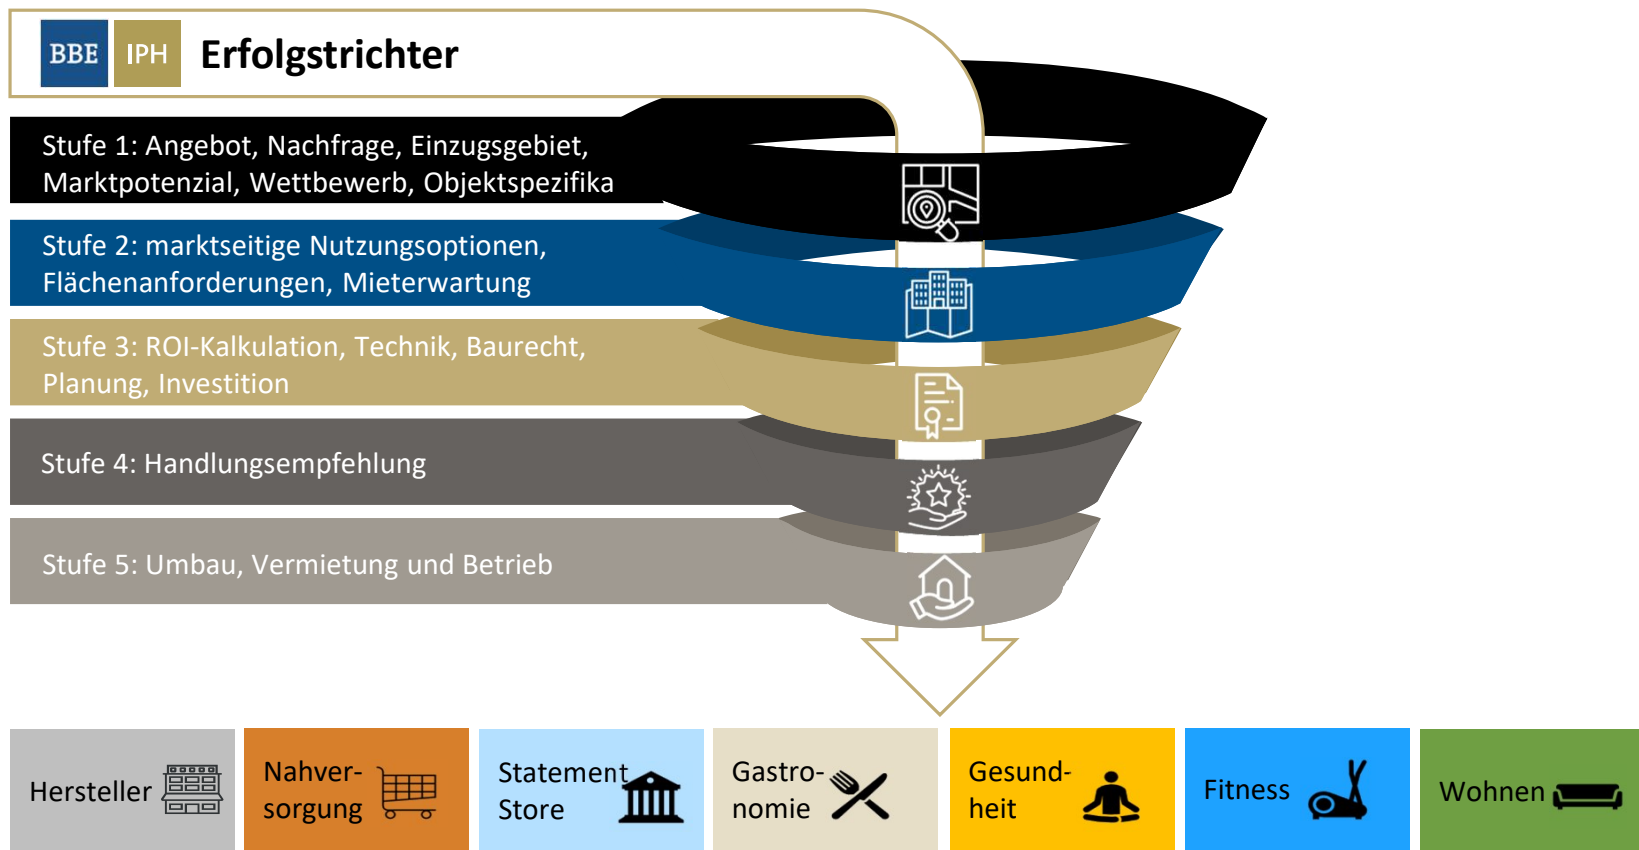 BBE IPH Erfolgstrichter
Stufe 1: Angebot, Nachfrage, Einzugsgebiet,
Marktpotenzial, Wettbewerb, Objektspezifika
Stufe 2: marktseitige Nutzungsoptionen,
Flächenanforderungen, Mieterwartung
Stufe 3: ROI-Kalkulation, Technik, Baurecht,
Planung, Investition
Stufe 4: Handlungsempfehlung
Stufe 5: Umbau, Vermietung und Betrieb
Hersteller
Nahver-
sorgung
Statement
Store
Gastro-
nomie
Gesund-
heit
Fitness
Wohnen